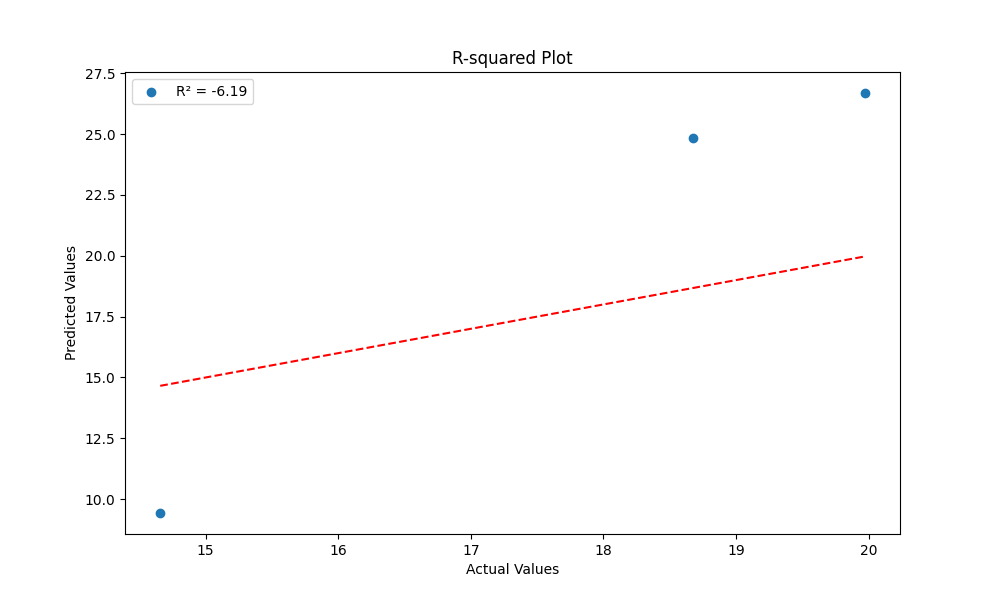 R-squared Plot
R² = -6.19
27.5
25.0
22.5
20.0
17.5
15.0
12.5
10.0
Predicted Values
15 16 17 18 19 20
Actual Values